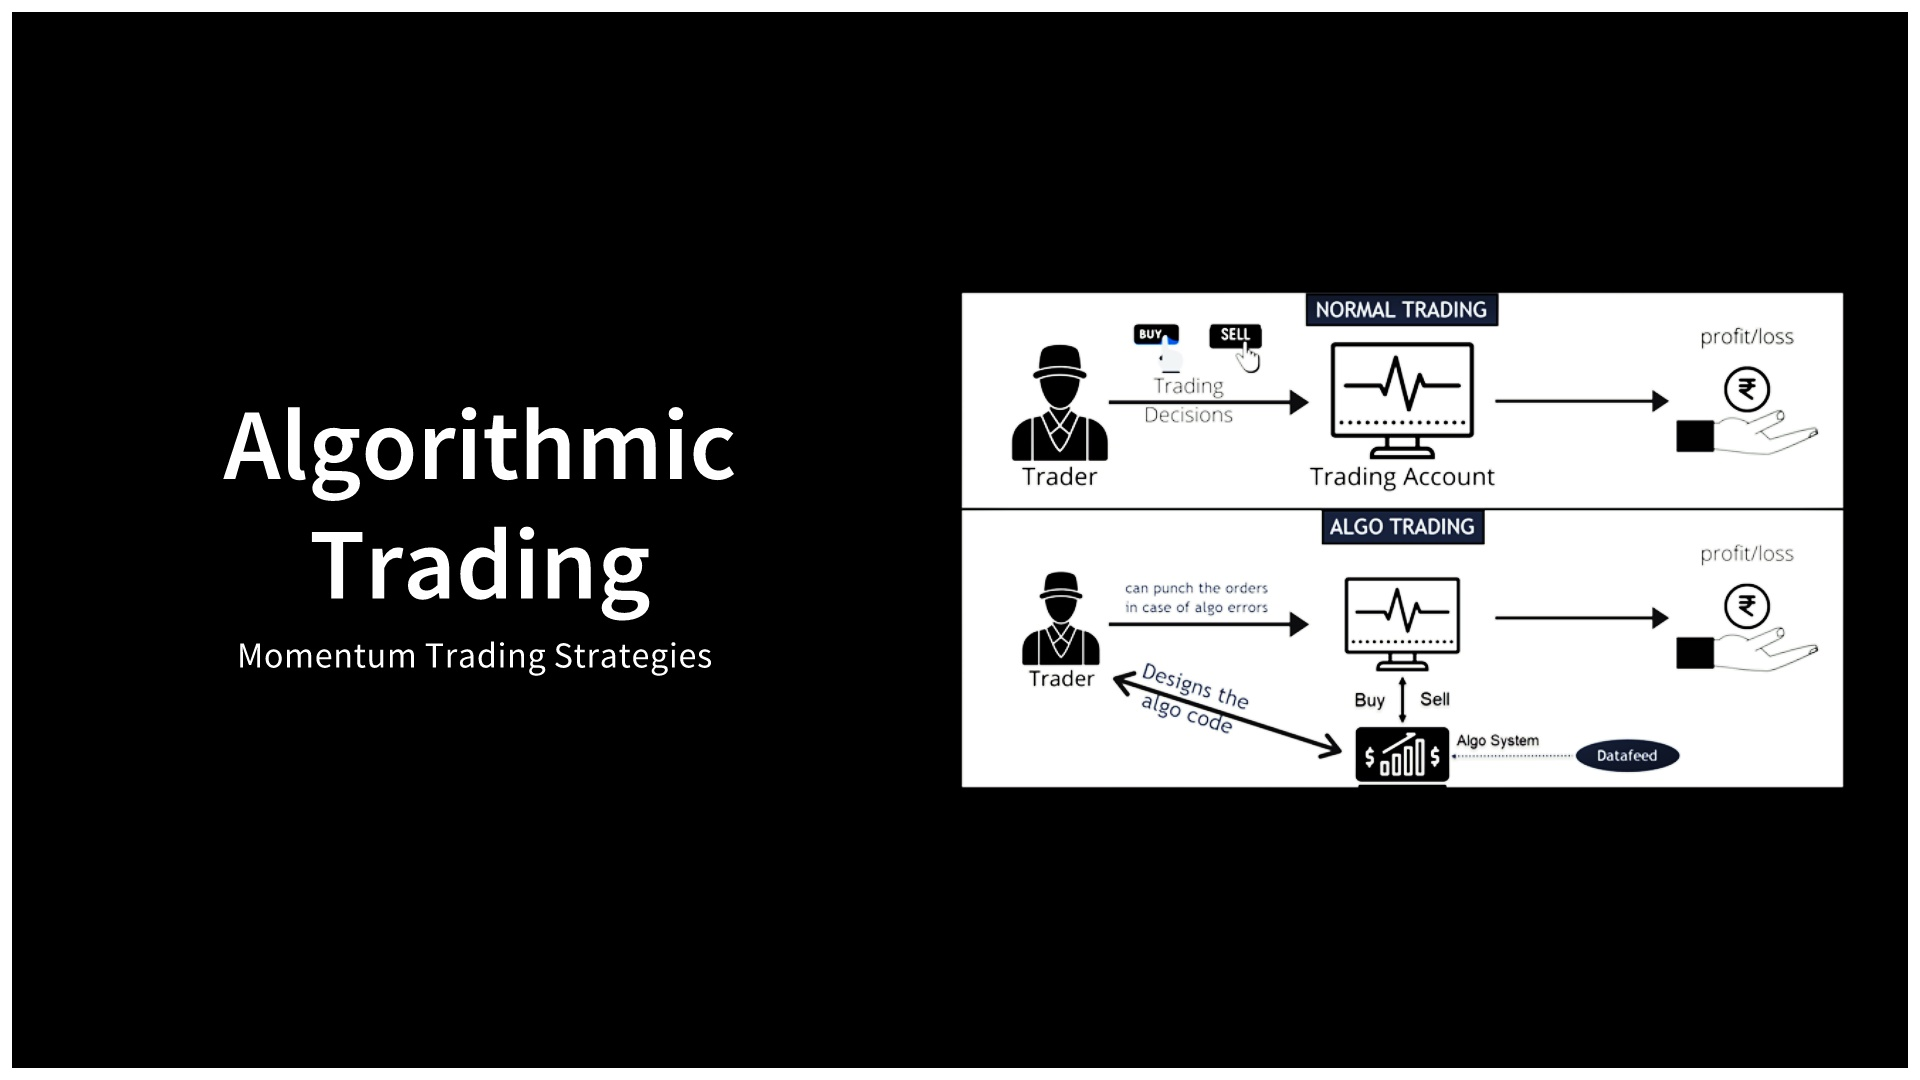 Algorithmic
Trading
Momentum Trading Strategies
NORMAL TRADING
BUY
SELL
Trading
Decisions
Trader
Trading Account
profit/loss
₹
ALGO TRADING
can punch the orders
in case of algo errors
Trader
Designs the
algo code
Buy
Sell
$ $
Algo System
Datafeed
profit/loss
₹